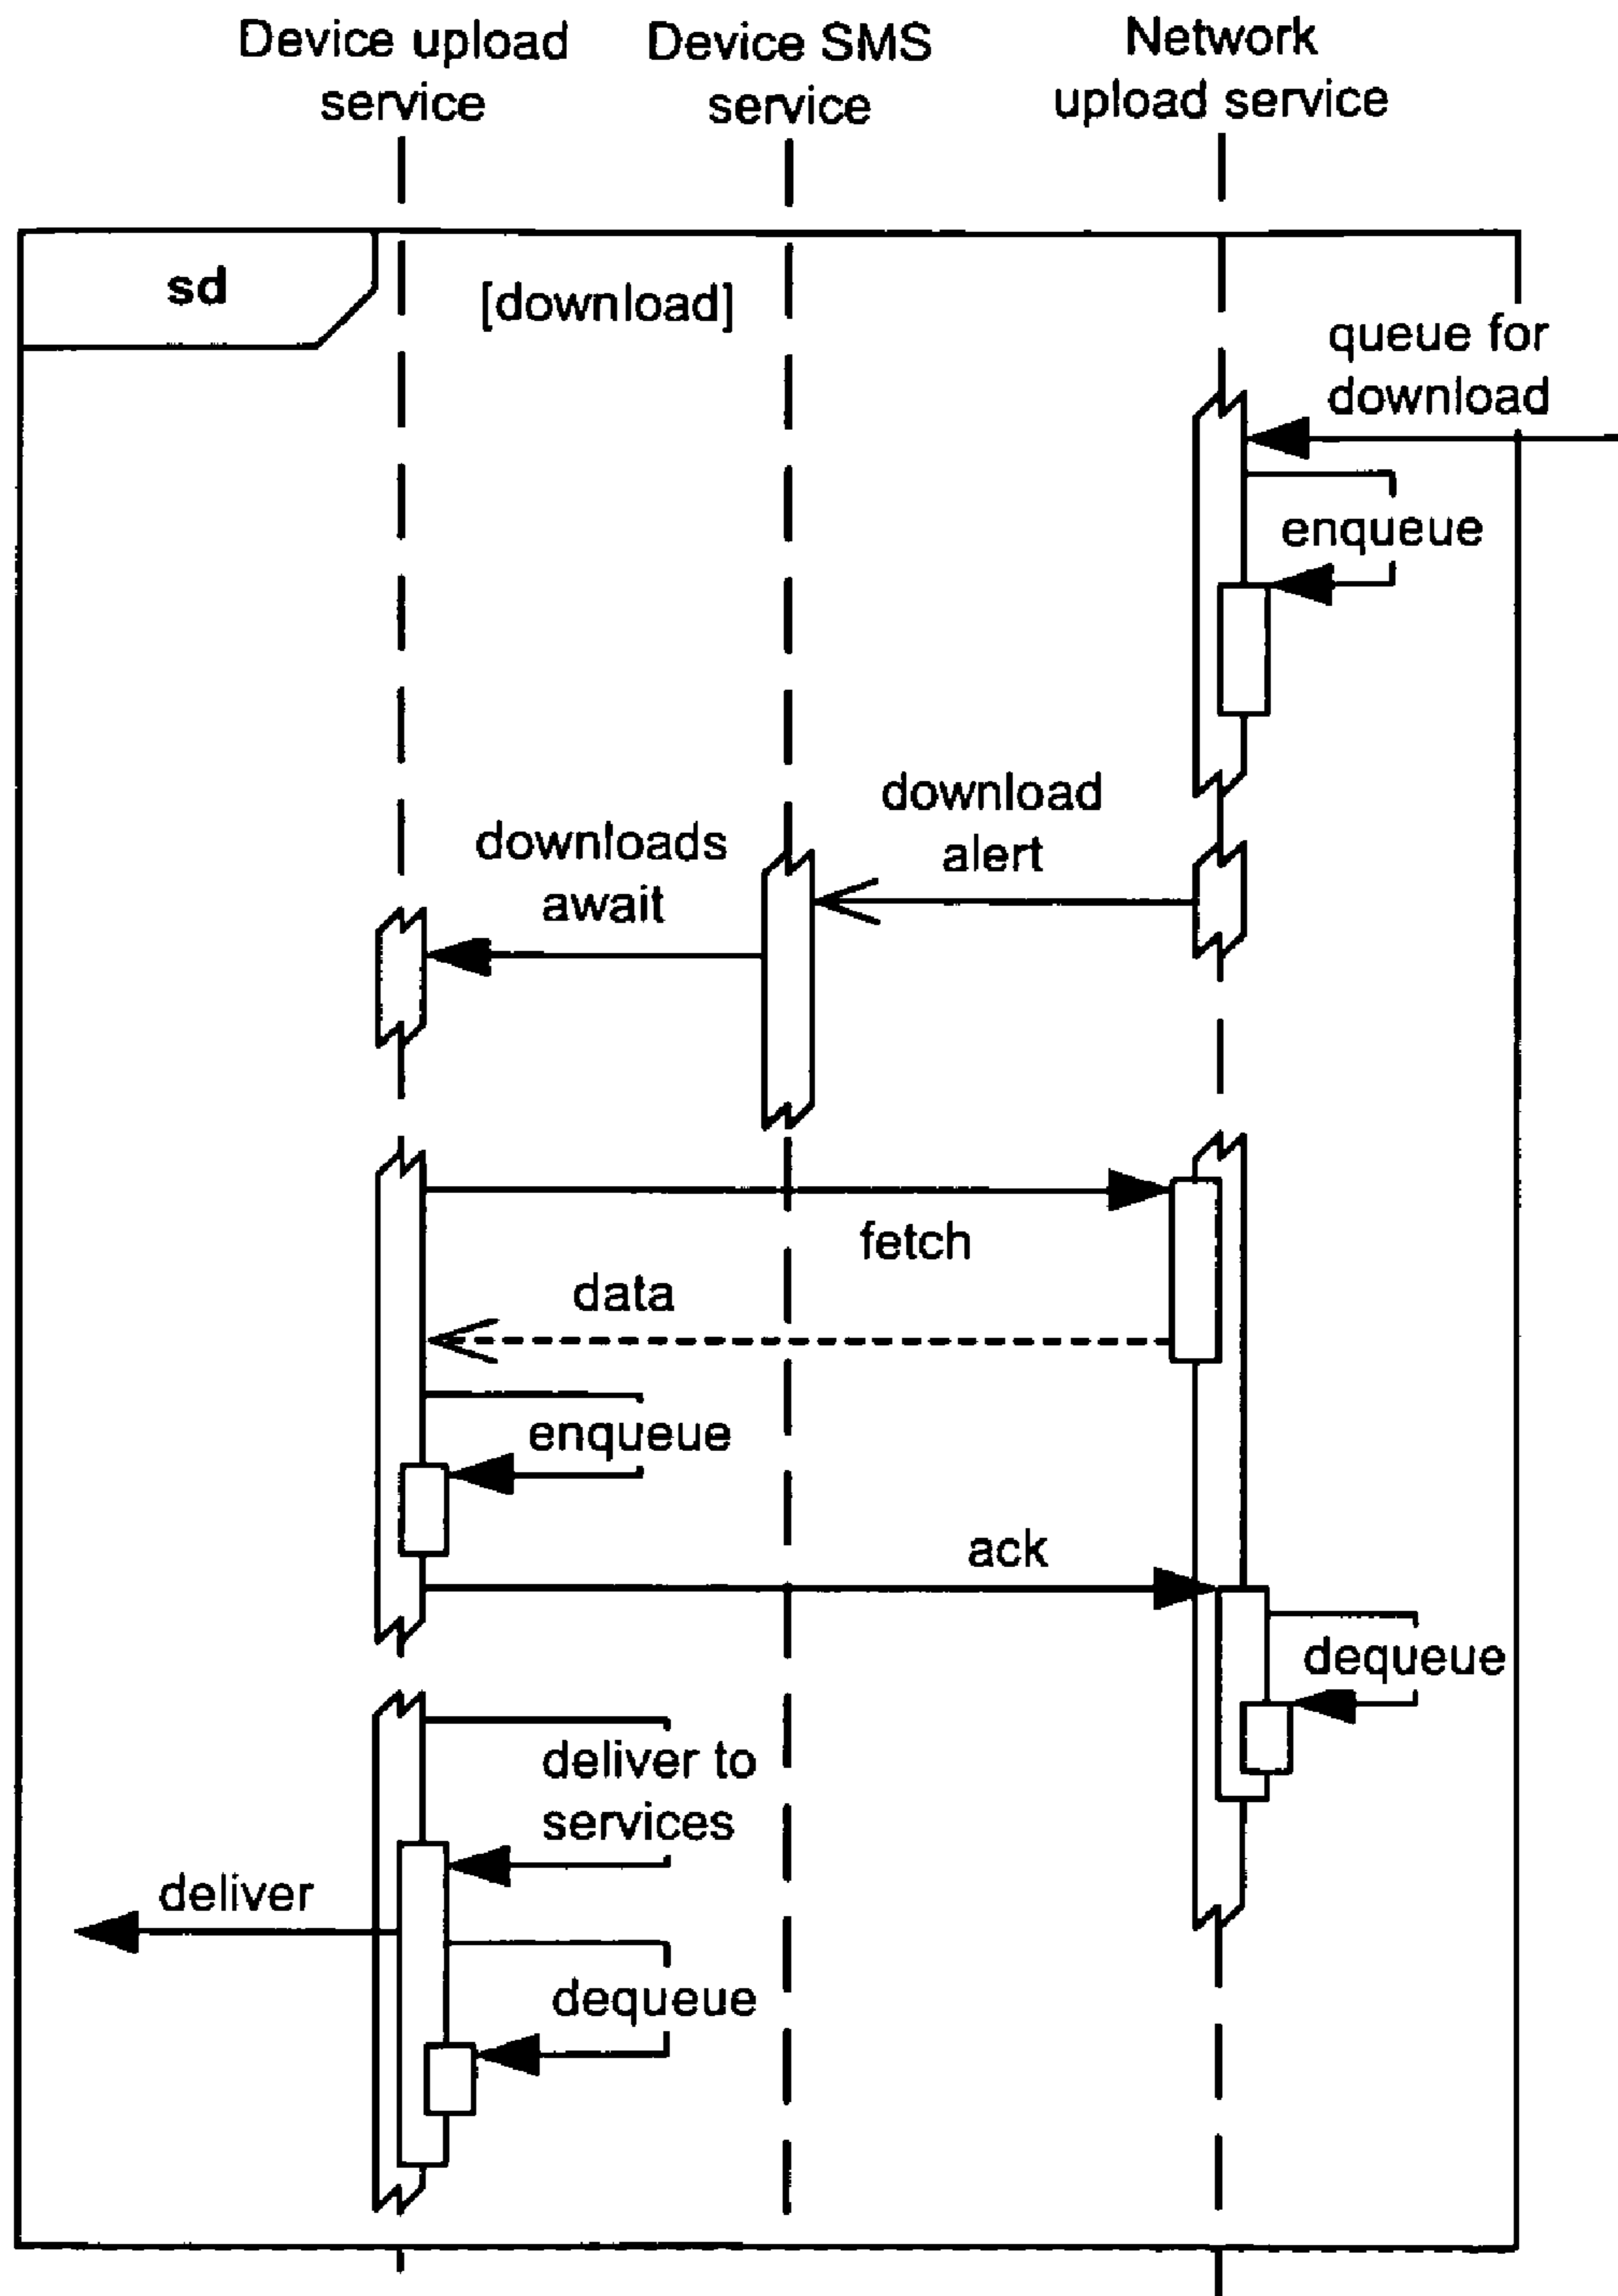 Device upload
service
Device SMS
service
Network
upload service
sd
[download]
queue for
download
enqueue
download
alert
downloads
await
fetch
data
enqueue
ack
dequeue
deliver to
services
deliver
dequeue